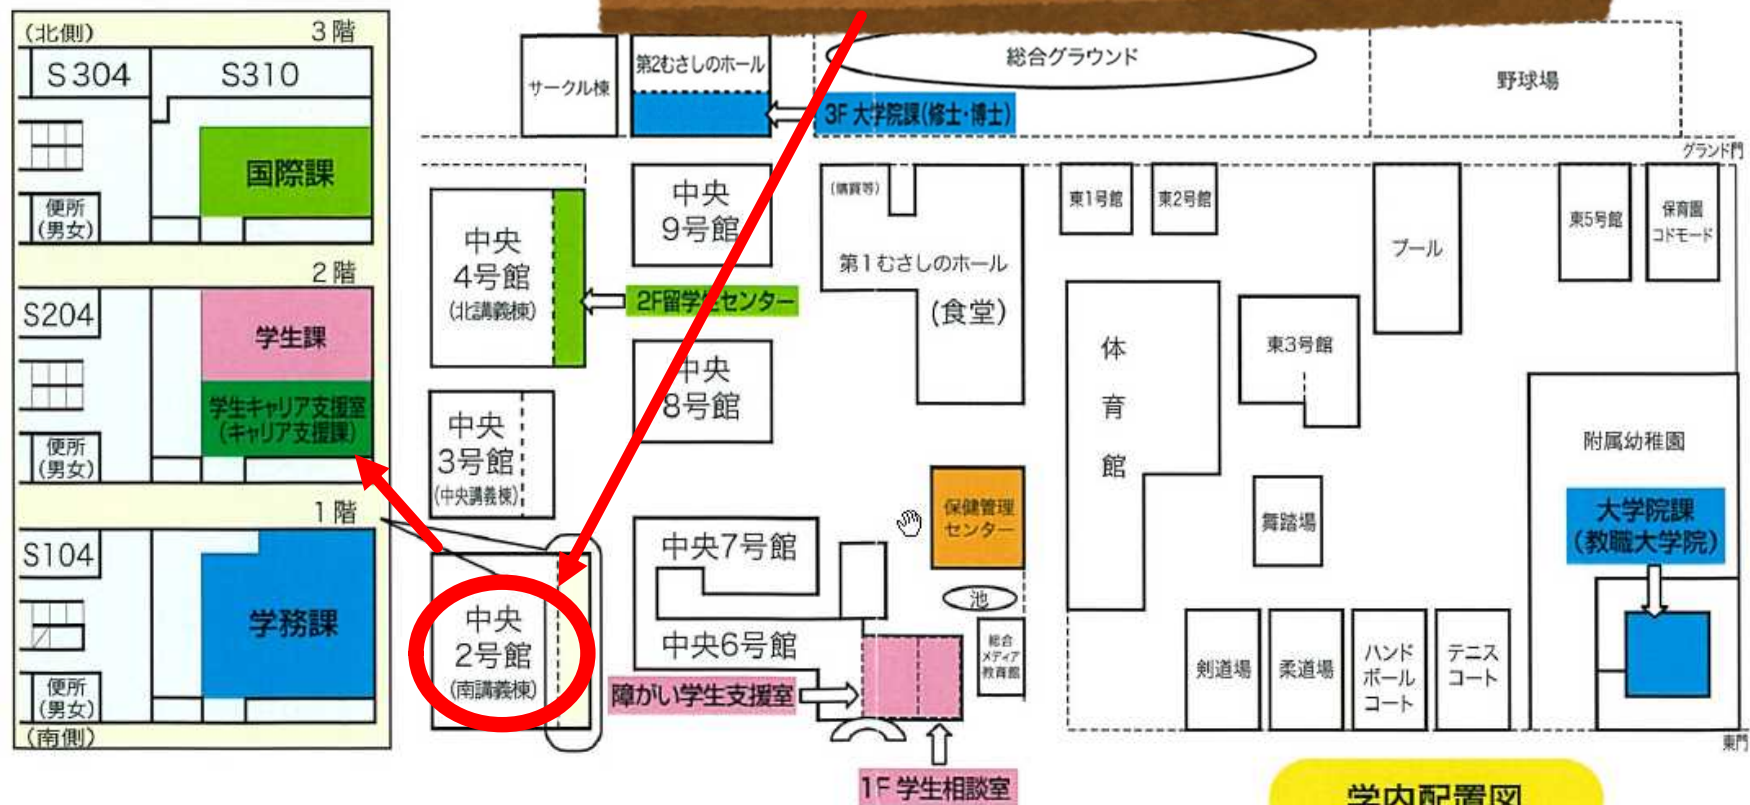 (北側)
3階
S304
S310
国際課
便所
(男女)
2階
S204
学生課
学生キャリア支援室
(キャリア支援課)
便所
(男女)
1階
S104
学務課
便所
(男女)
(南側)
サークル棟
第2むさしのホール
3F 大学院課(修士・博士)
総合グラウンド
野球場
グランド門
中央
4号館
(北講義棟)
2F留学生センター
中央
9号館
中央
8号館
(購買等)
第1むさしのホール
(食堂)
東1号館
東2号館
プール
東5号館
保育園
コドモード
体
育
館
東3号館
附属幼稚園
中央
3号館
(中央講義棟)
保健管理
センター
舞踏場
大学院課
(教職大学院)
中央7号館
池
中央
2号館
(南講義棟)
中央6号館
総合
メディア
教育館
障がい学生支援室
1F 学生相談室
剣道場
柔道場
ハンド
ボール
コート
テニス
コート
東門
学内配置図